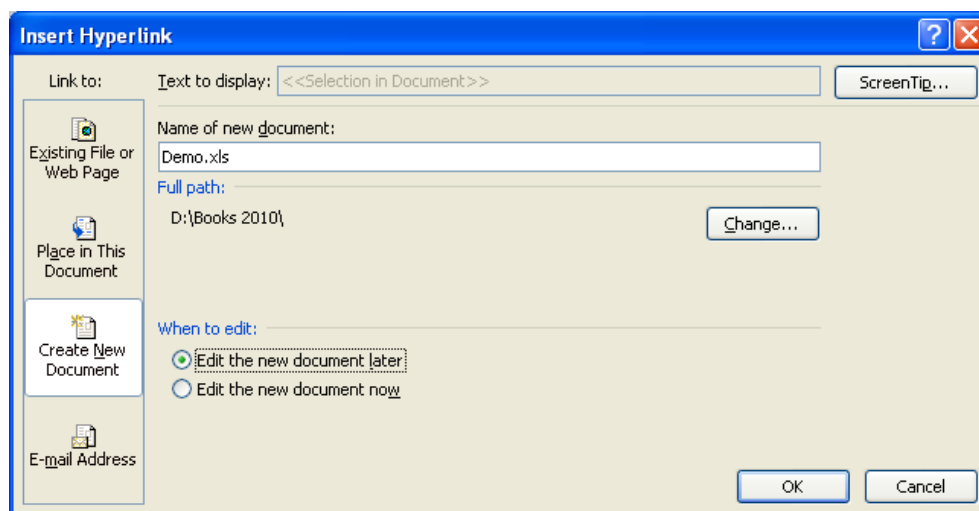 Insert Hyperlink
Link to:
Text to display: <<Selection in Document>>
ScreenTip...
Existing File or
Web Page
Place in This
Document
Create New
Document
E-mail Address
Name of new document:
Demo.xls
Full path:
D:\Books 2010\
Change...
When to edit:
Edit the new document later
Edit the new document now
OK
Cancel